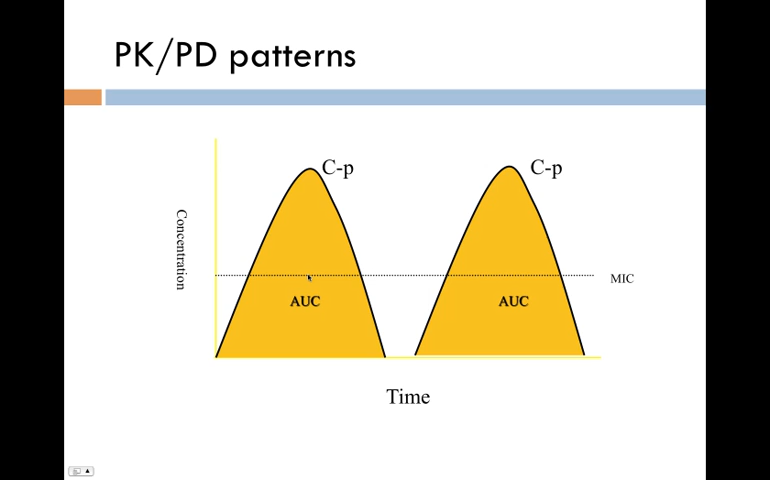 PK/PD patterns
C-p
C-p
Concentration
MIC
AUC
AUC
Time